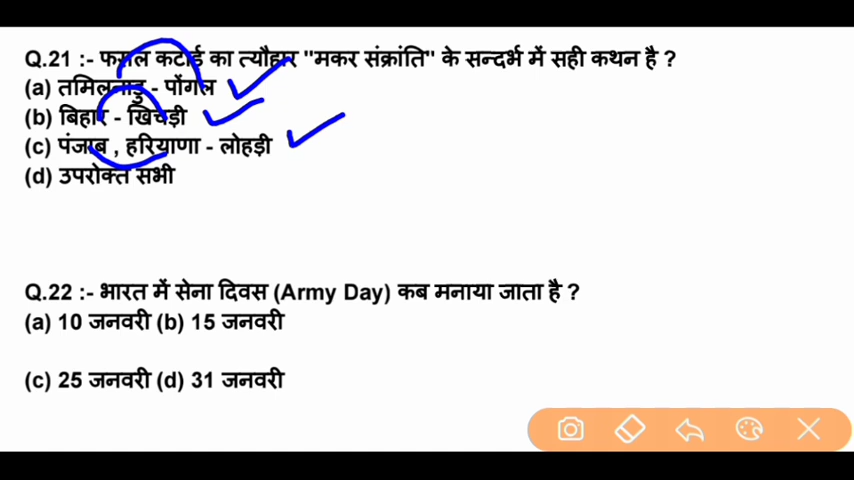 Q.21 :- फसल कटाई का त्यौहार "मकर संक्रांति" के सन्दर्भ में सही कथन है ?
(a) तमिलनाडु - पोंगल
(b) बिहार - खिचड़ी
(c) पंजाब , हरियाणा - लोहड़ी
(d) उपरोक्त सभी
Q.22 :- भारत में सेना दिवस (Army Day) कब मनाया जाता है ?
(a) 10 जनवरी (b) 15 जनवरी
(c) 25 जनवरी (d) 31 जनवरी